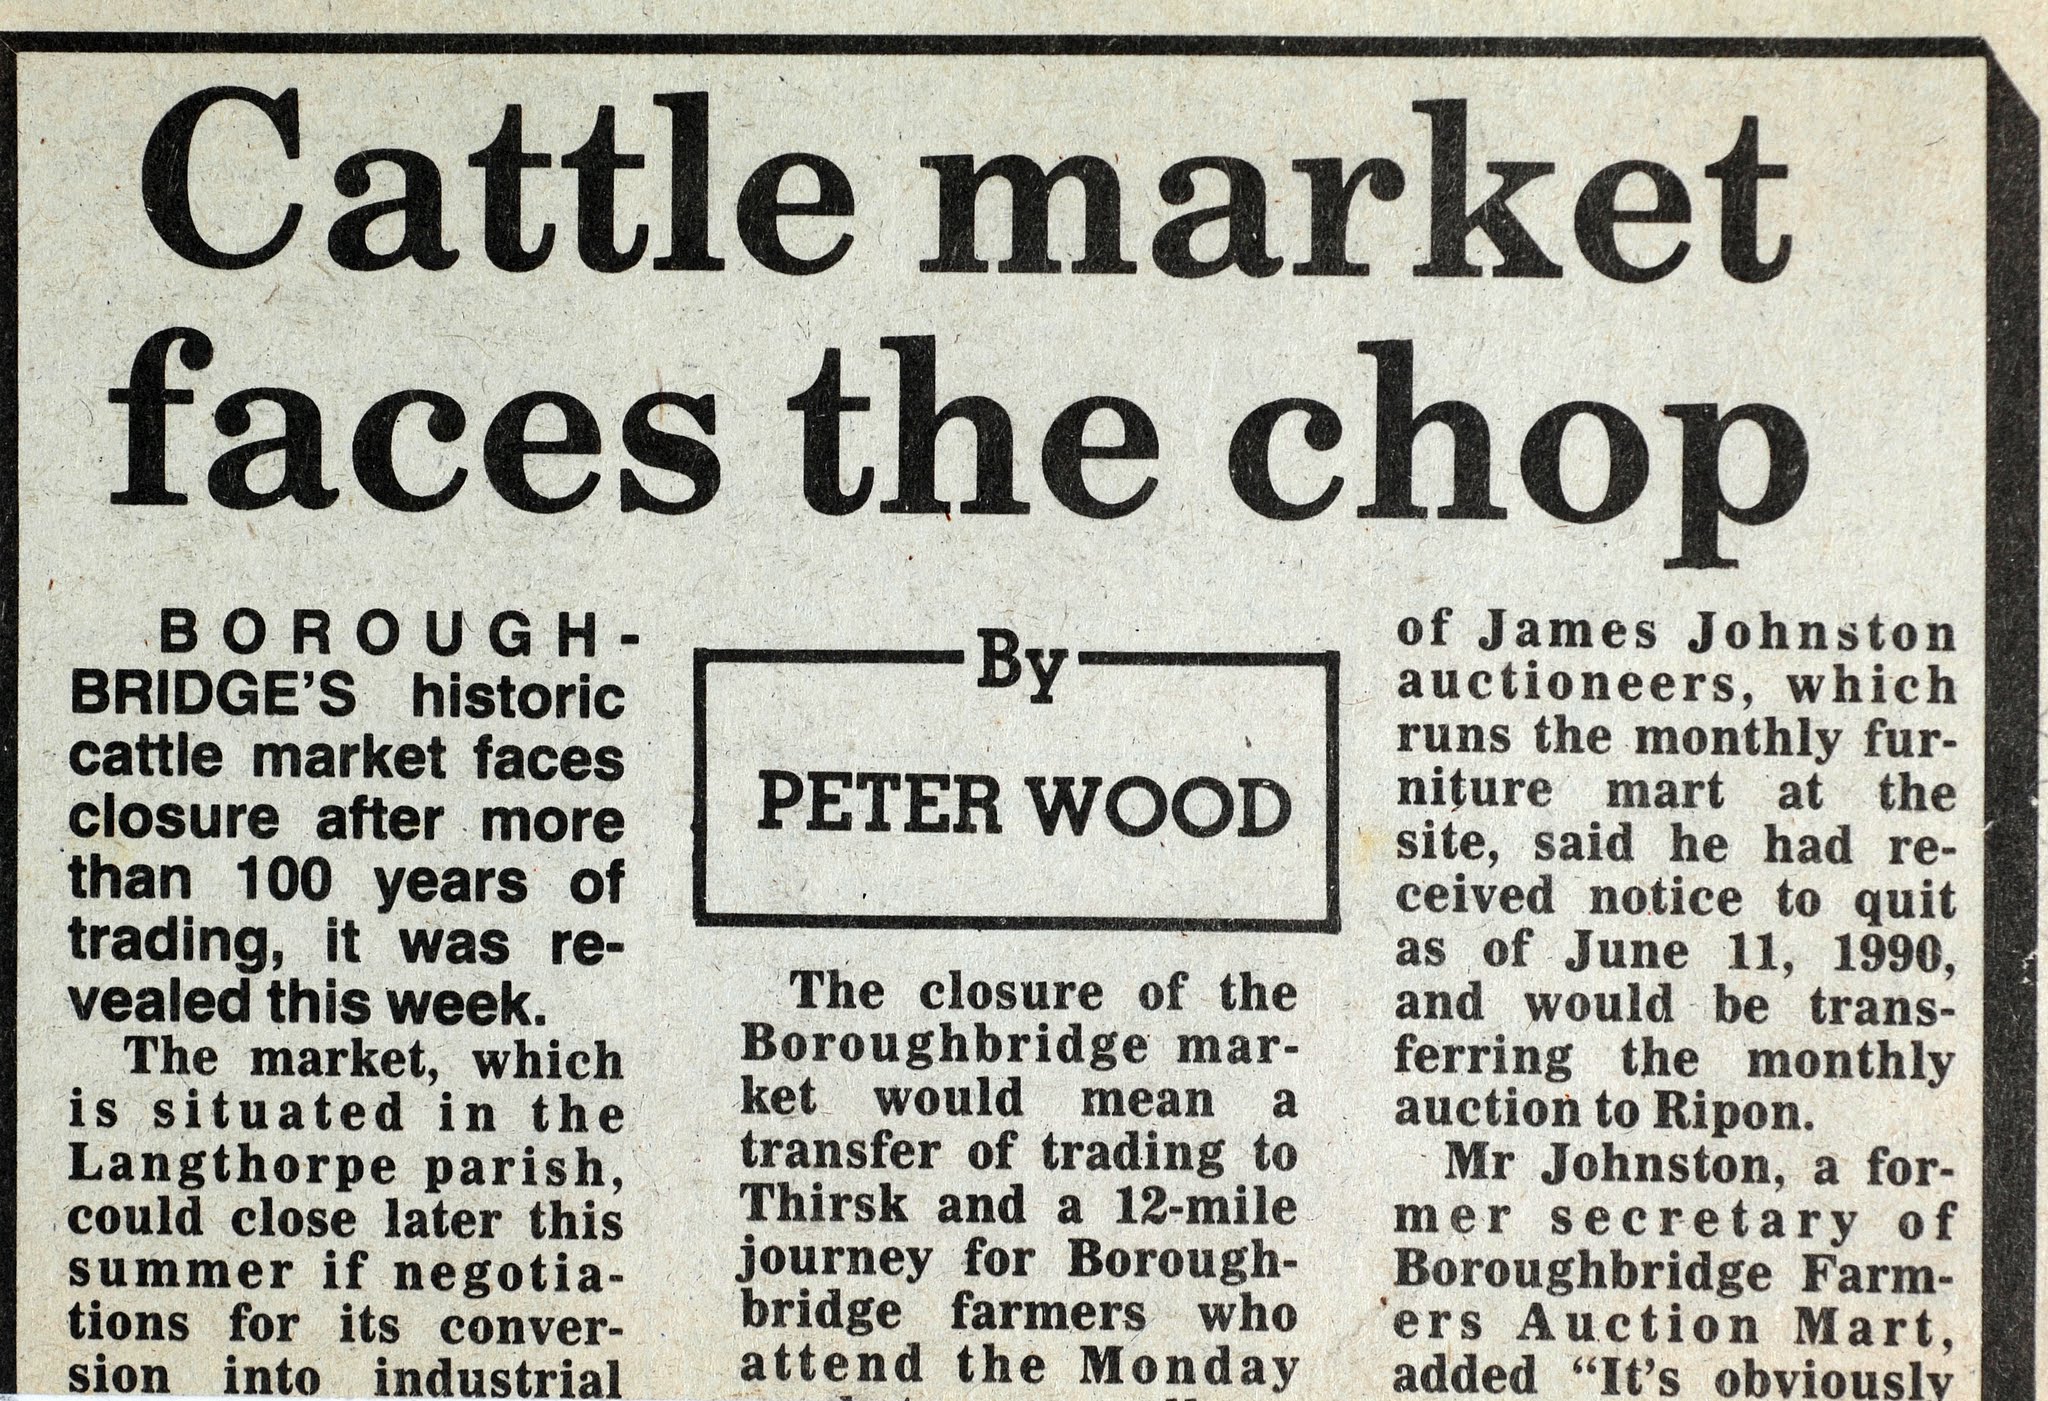 Cattle market
faces the chop
BOROUGH-
BRIDGE'S historic
cattle market faces
closure after more
than 100 years of
trading, it was re-
vealed this week.
The market, which
is situated in the
Langthorpe parish,
could close later this
summer if negotia-
tions for its conver-
sion into industrial
By
PETER WOOD
The closure of the
Boroughbridge mar-
ket would mean a
transfer of trading to
Thirsk and a 12-mile
journey for Borough-
bridge farmers who
attend the Monday
of James Johnston
auctioneers, which
runs the monthly fur-
niture mart at the
site, said he had re-
ceived notice to quit
as of June 11, 1990,
and would be trans-
ferring the monthly
auction to Ripon.
Mr Johnston, a for-
mer secretary of
Boroughbridge Farm-
ers Auction Mart,
added “It's obviously